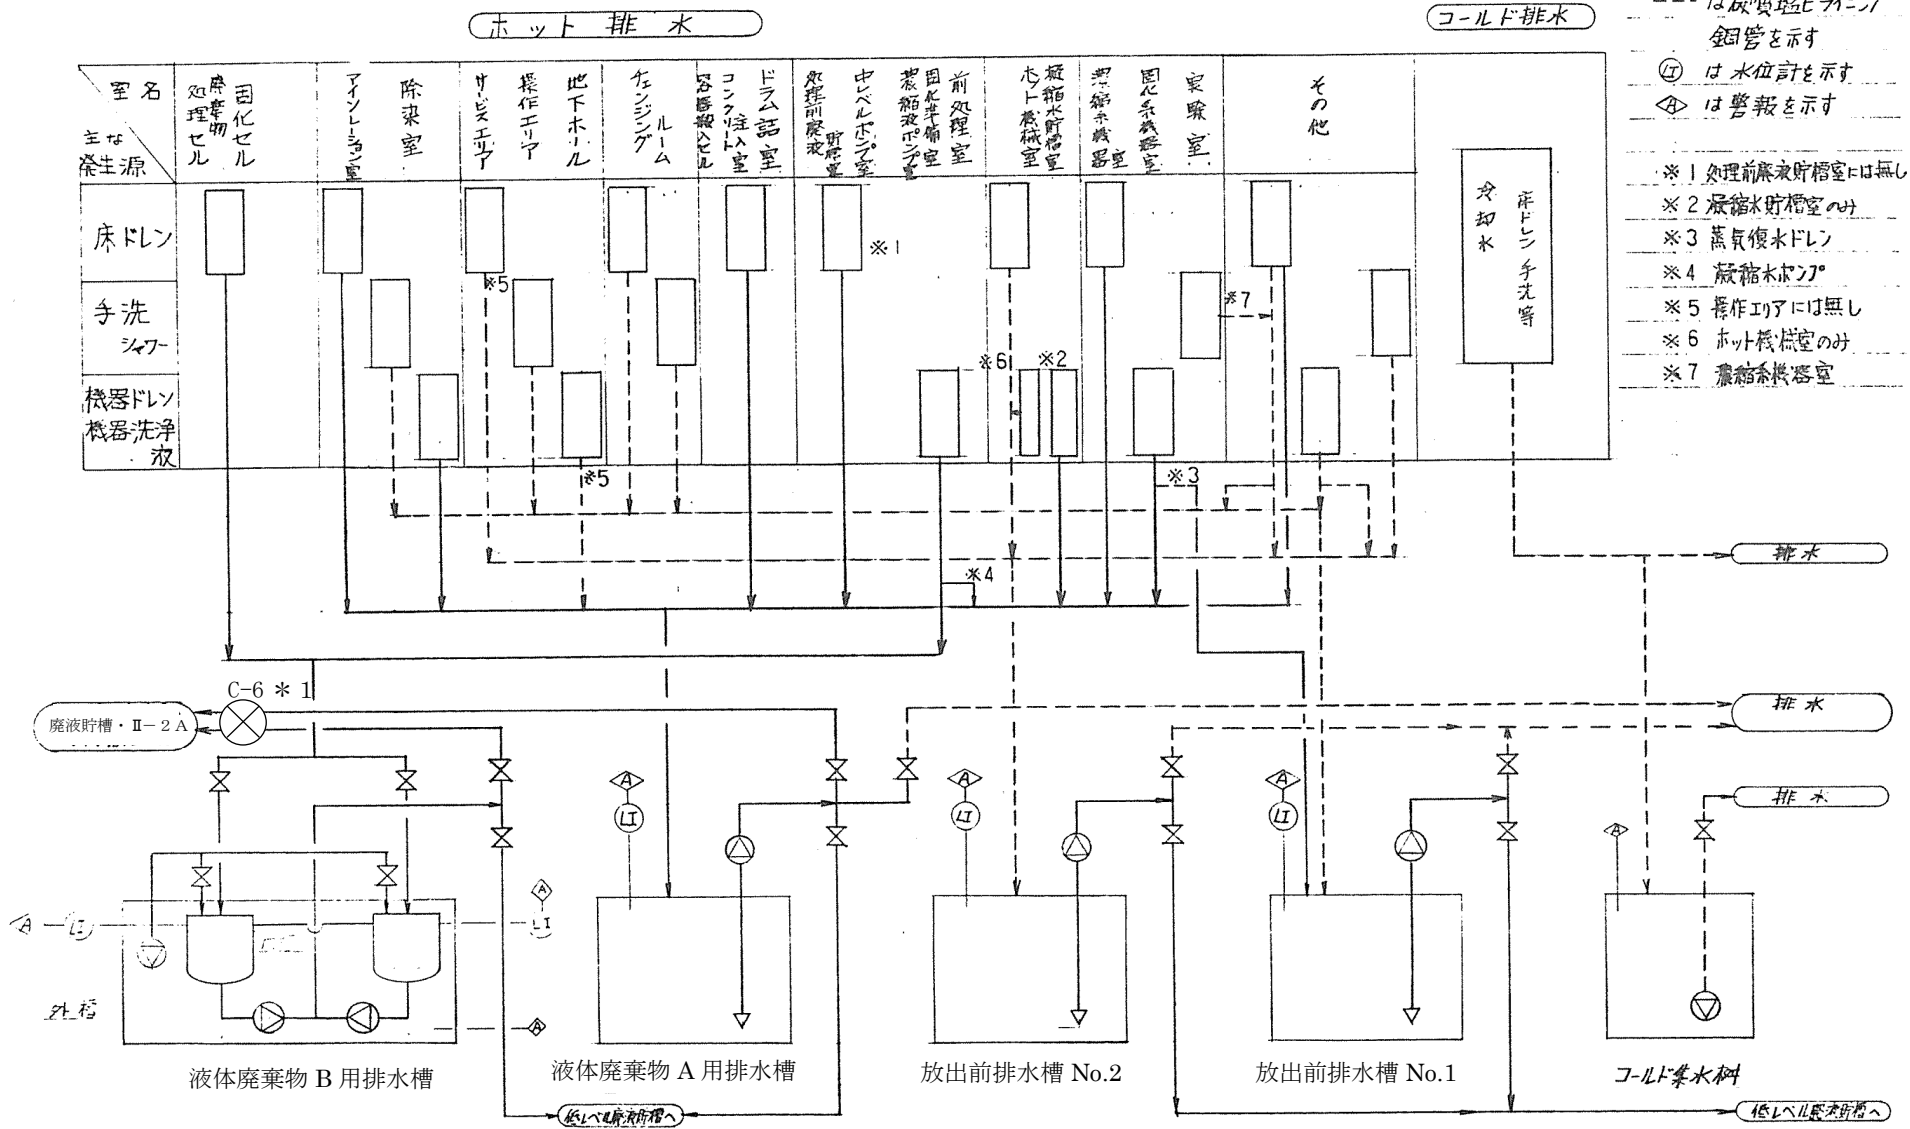 ホット排水
コールド排水
は硬質塩ビライニング
鋼管を示す
LI は水位計を示す
A は警報を示す
※1 処理前廃液貯槽室には無し
※2 凝縮水貯槽室のみ
※3 蒸気復水ドレン
※4 凝縮水ポンプ
※5 操作エリアには無し
※6 ホット機械室のみ
※7 濃縮系機器室
室名
主な
発生源
固化セル
廃棄物
処理セル
除染室
アイソレーション室
地下ホール
操作エリア
サービスエリア
チェンジング
ルーム
ドラム詰室
コンクリート
注入室
容器搬入セル
中レベルポンプ室
処理前廃液
貯槽室
前処理室
固化準備室
濃縮液ポンプ室
凝縮水貯槽室
ホット機械室
実験室
固化系機器室
濃縮系機器
室
その他
床ドレン
手洗
シャワー
機器ドレン
機器洗浄
液
冷却水
床ドレン手洗等
※1
※5
※7
※6
※2
※5
※3
※4
排水
C-6 * 1
廃液貯槽・Ⅱ-2A
排水
排水
A
LI
A
LI
A
LI
A
A
LI
A
LI
A
外槽
液体廃棄物 B 用排水槽
液体廃棄物 A 用排水槽
放出前排水槽 No.2
放出前排水槽 No.1
コールド集水桝
低レベル廃液貯槽へ
低レベル廃液貯槽へ